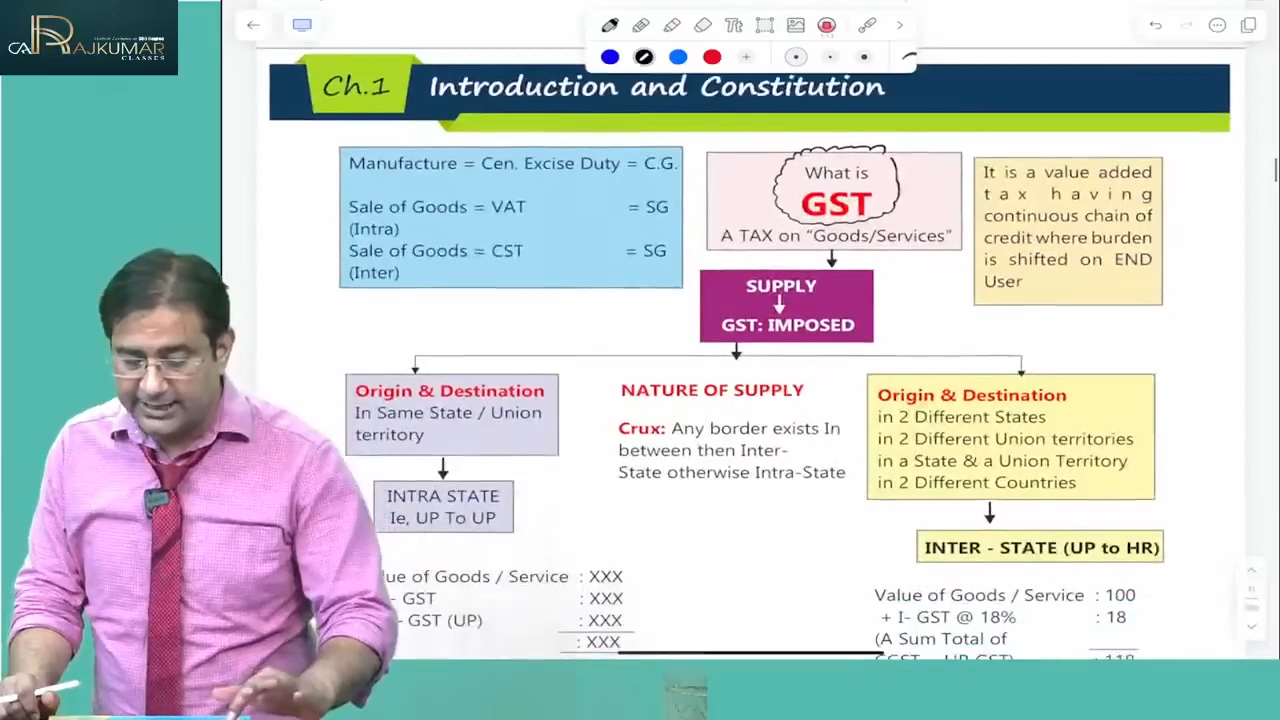 CA RAJKUMAR
CLASSES
Tt
Ch.1 Introduction and Constitution
Manufacture = Cen. Excise Duty = C.G.
Sale of Goods = VAT = SG
(Intra)
Sale of Goods = CST = SG
(Inter)
What is
GST
A TAX on "Goods/Services"
It is a value added
tax having
continuous chain of
credit where burden
is shifted on END
User
SUPPLY
GST: IMPOSED
Origin & Destination
In Same State / Union
territory
INTRA STATE
Ie, UP To UP
NATURE OF SUPPLY
Crux: Any border exists In
between then Inter-
State otherwise Intra-State
Origin & Destination
in 2 Different States
in 2 Different Union territories
in a State & a Union Territory
in 2 Different Countries
INTER - STATE (UP to HR)
ue of Goods / Service : XXX
- GST : XXX
- GST (UP) : XXX
: XXX
Value of Goods / Service : 100
+ I- GST @ 18% : 18
(A Sum Total of